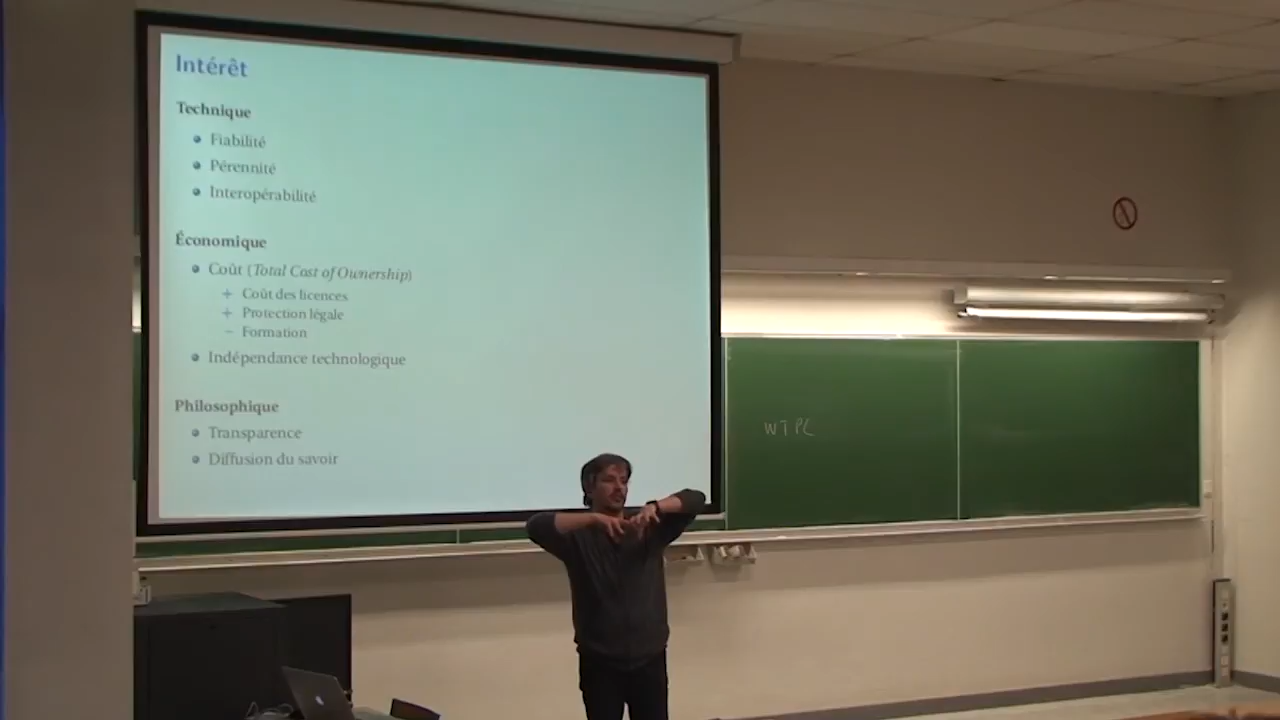 Intérêt
Technique
Fiabilité
Pérennité
Interopérabilité
Économique
Coût (Total Cost of Ownership)
+ Coût des licences
+ Protection légale
− Formation
Indépendance technologique
Philosophique
Transparence
Diffusion du savoir
WTPC